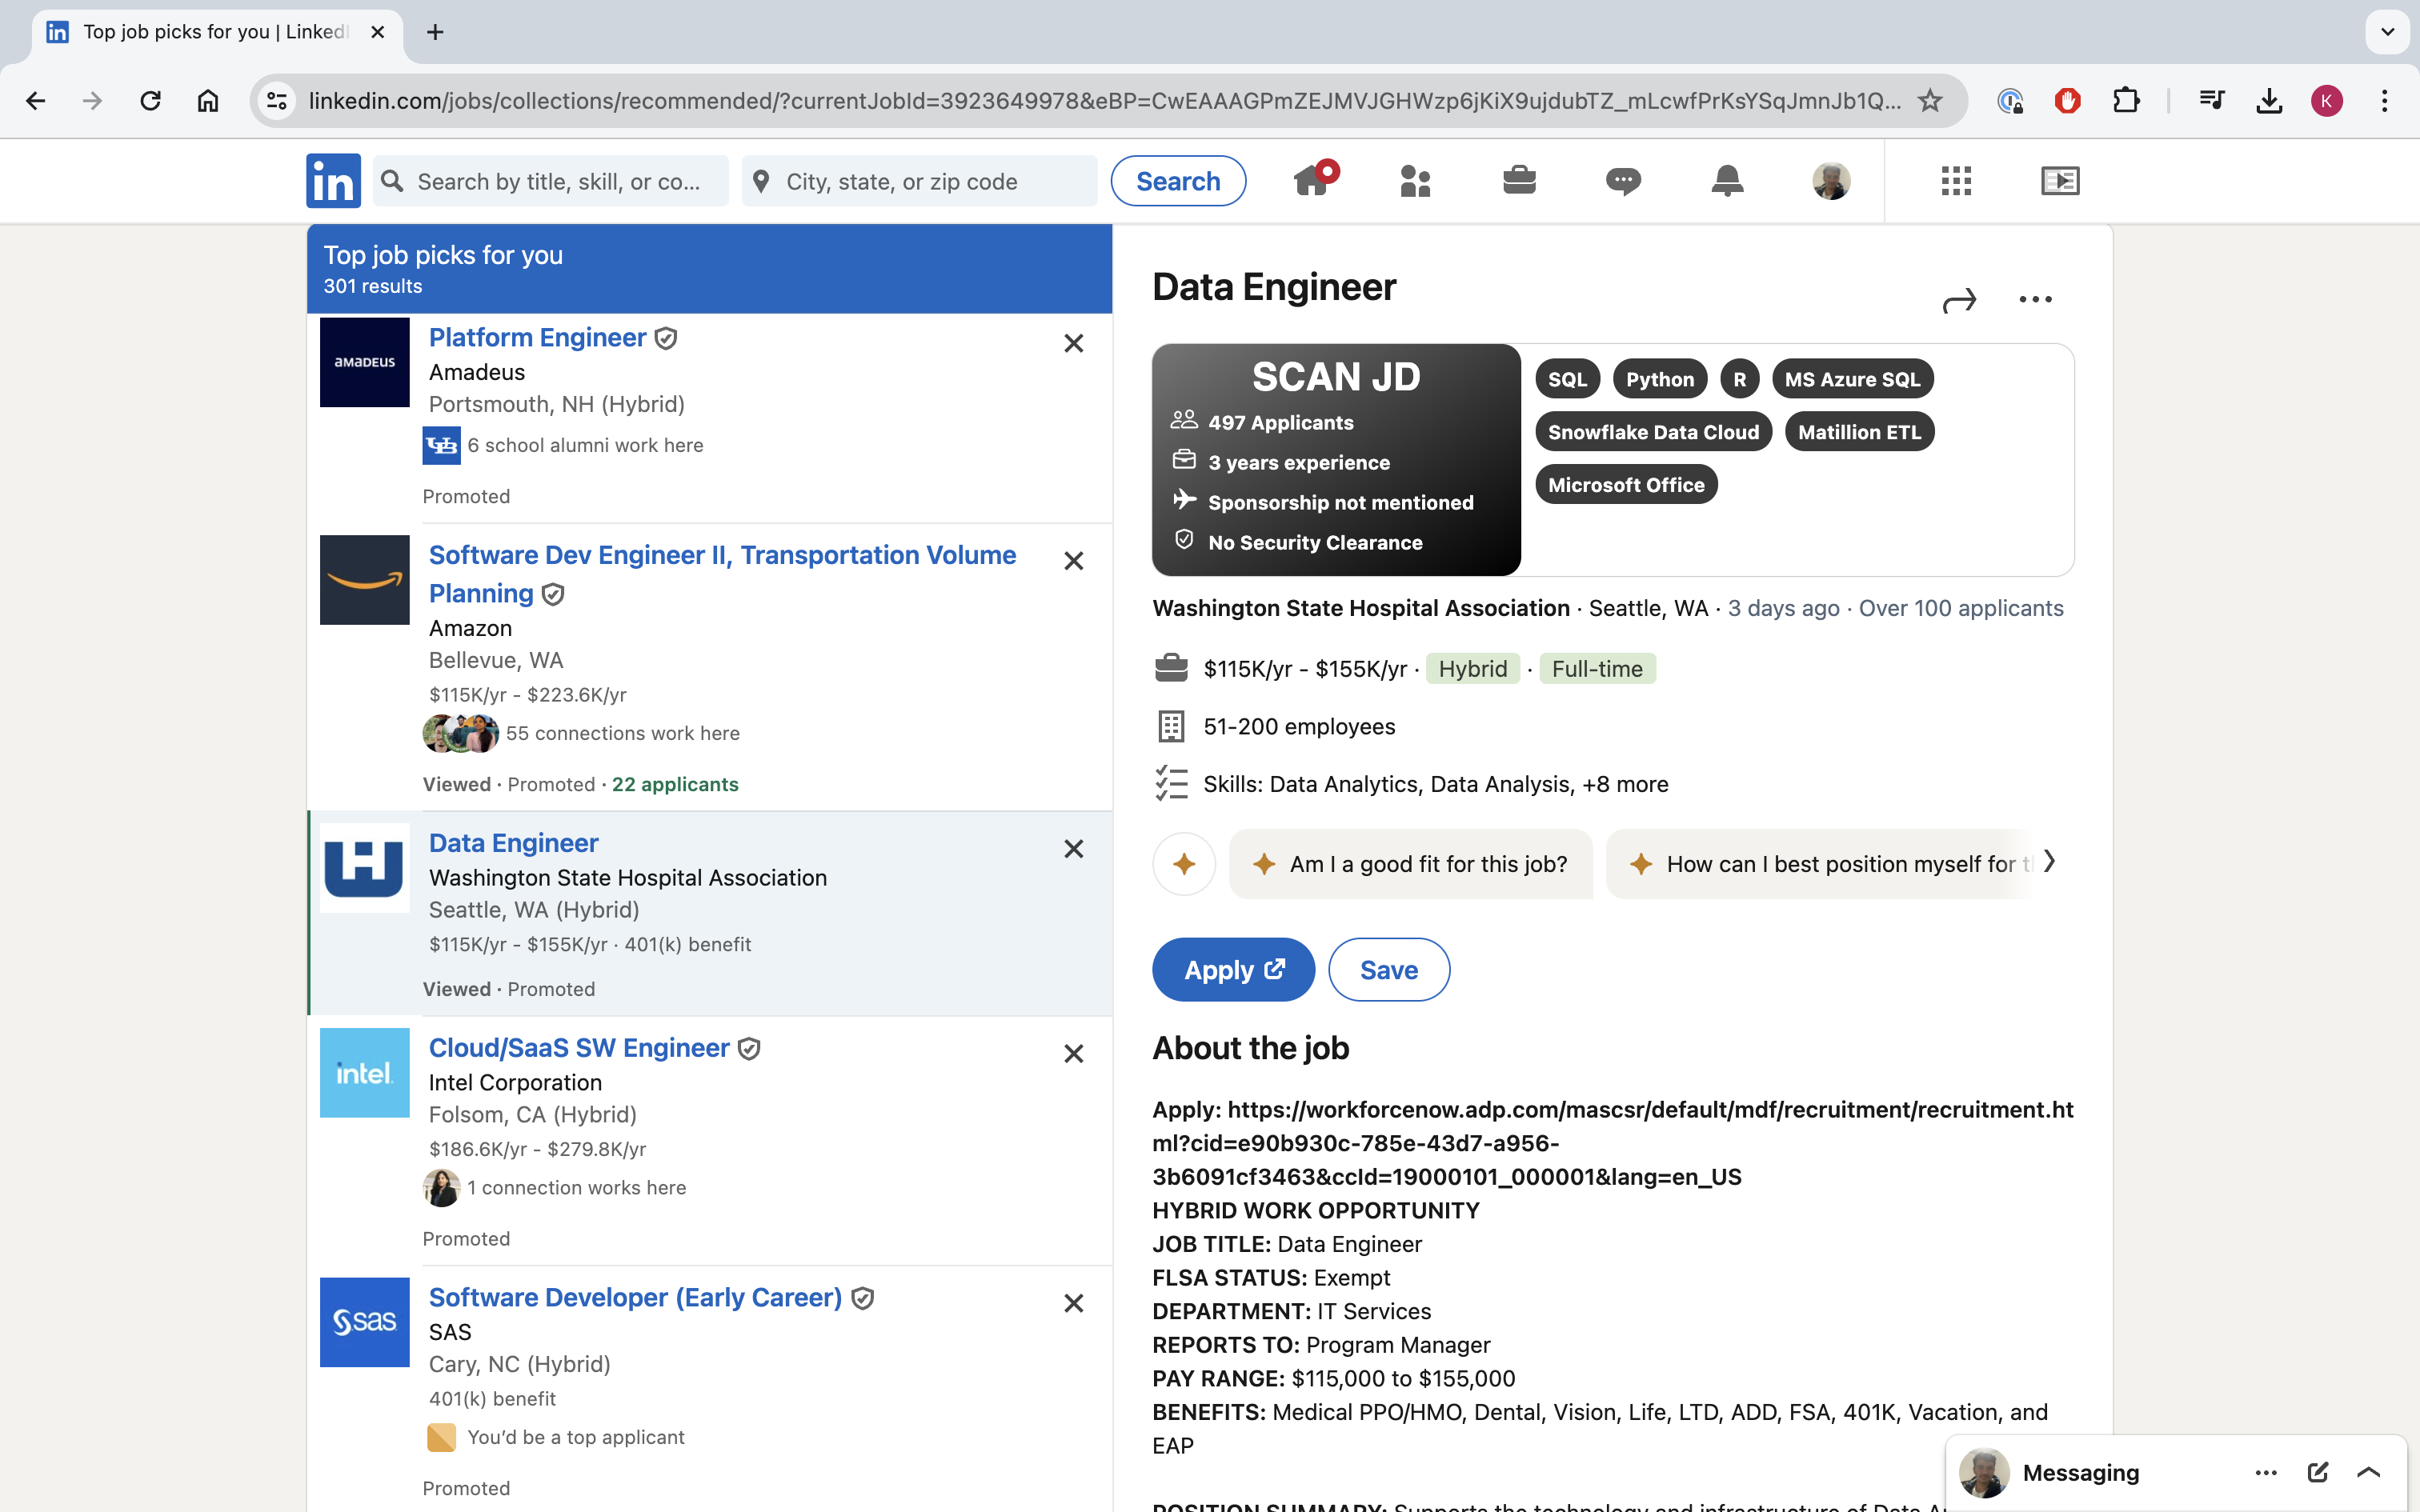 Top job picks for you | Linked
linkedin.com/jobs/collections/recommended/?currentJobId=3923649978&eBP=CwEAAAGPmZEJMVJGHWzp6jKiX9ujdubTZ_mLcwfPrKsYSqJmnJb1Q...
K
in
Search by title, skill, or co...
City, state, or zip code
Search
Top job picks for you
301 results
AMADEUS
Platform Engineer
Amadeus
Portsmouth, NH (Hybrid)
UB 6 school alumni work here
Promoted
Software Dev Engineer II, Transportation Volume
Planning
Amazon
Bellevue, WA
$115K/yr - $223.6K/yr
55 connections work here
Viewed · Promoted · 22 applicants
Data Engineer
Washington State Hospital Association
Seattle, WA (Hybrid)
$115K/yr - $155K/yr · 401(k) benefit
Viewed · Promoted
intel.
Cloud/SaaS SW Engineer
Intel Corporation
Folsom, CA (Hybrid)
$186.6K/yr - $279.8K/yr
1 connection works here
Promoted
sas
Software Developer (Early Career)
SAS
Cary, NC (Hybrid)
401(k) benefit
You'd be a top applicant
Promoted
Data Engineer
SCAN JD
497 Applicants
3 years experience
Sponsorship not mentioned
No Security Clearance
SQL Python R MS Azure SQL
Snowflake Data Cloud Matillion ETL
Microsoft Office
Washington State Hospital Association · Seattle, WA · 3 days ago · Over 100 applicants
$115K/yr - $155K/yr · Hybrid · Full-time
51-200 employees
Skills: Data Analytics, Data Analysis, +8 more
Am I a good fit for this job? How can I best position myself for
Apply Save
About the job
Apply: https://workforcenow.adp.com/mascsr/default/mdf/recruitment/recruitment.ht
ml?cid=e90b930c-785e-43d7-a956-
3b6091cf3463&ccId=19000101_000001&lang=en_US
HYBRID WORK OPPORTUNITY
JOB TITLE: Data Engineer
FLSA STATUS: Exempt
DEPARTMENT: IT Services
REPORTS TO: Program Manager
PAY RANGE: $115,000 to $155,000
BENEFITS: Medical PPO/HMO, Dental, Vision, Life, LTD, ADD, FSA, 401K, Vacation, and
EAP
POSITION SUMMARY: Supports the technology and infrastructure of Data
Messaging